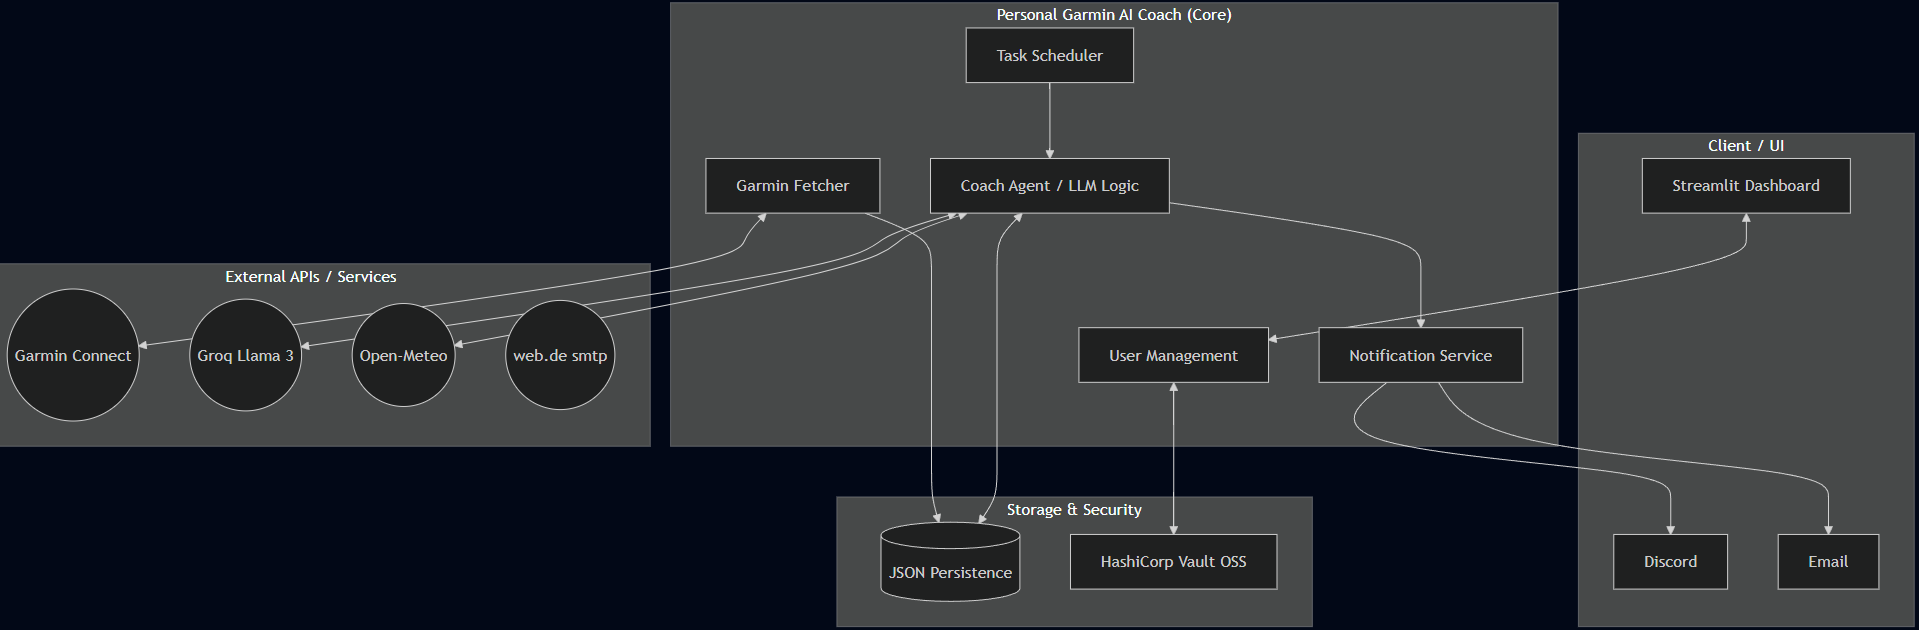 Personal Garmin AI Coach (Core)
Task Scheduler
Garmin Fetcher
Coach Agent / LLM Logic
Client / UI
Streamlit Dashboard
External APIs / Services
Garmin Connect
Groq Llama 3
Open-Meteo
web.de smtp
User Management
Notification Service
Storage & Security
JSON Persistence
HashiCorp Vault OSS
Discord
Email